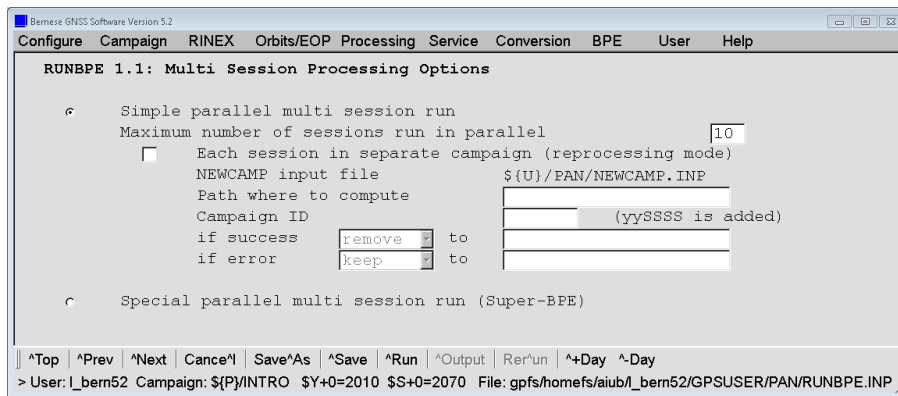 Bernese GNSS Software Version 5.2
Configure Campaign RINEX Orbits/EOP Processing Service Conversion BPE User Help
RUNBPE 1.1: Multi Session Processing Options
Simple parallel multi session run
Maximum number of sessions run in parallel 10
Each session in separate campaign (reprocessing mode)
NEWCAMP input file ${U}/PAN/NEWCAMP.INP
Path where to compute
Campaign ID (yySSSS is added)
if success remove to
if error keep to
Special parallel multi session run (Super-BPE)
^Top ^Prev ^Next Cance^l Save^As ^Save ^Run ^Output Rer^un ^+Day ^-Day
> User: l_bern52 Campaign: ${P}/INTRO $Y+0=2010 $S+0=2070 File: gpfs/homefs/aiub/l_bern52/GPSUSER/PAN/RUNBPE.INP